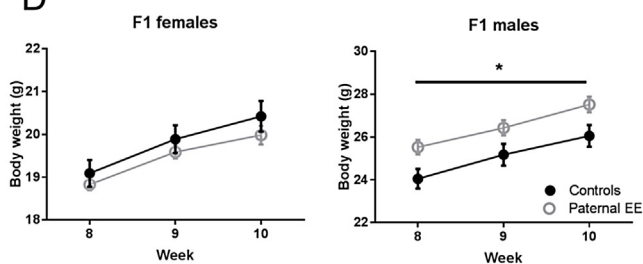 D
F1 females
22
21
20
19
18
Body weight (g)
8
9
10
Week
F1 males
30
28
26
24
22
Body weight (g)
*
Controls
Paternal EE
8
9
10
Week